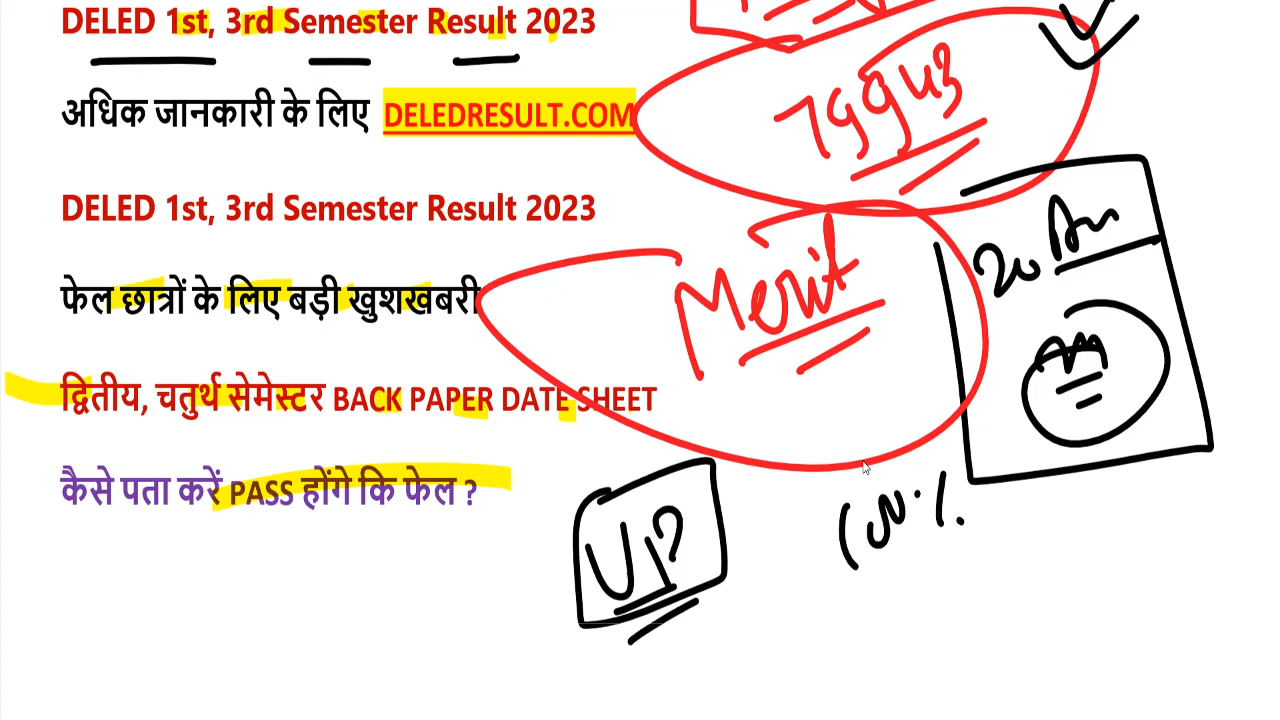 DELED 1st, 3rd Semester Result 2023
अधिक जानकारी के लिए DELEDRESULT.COM
DELED 1st, 3rd Semester Result 2023
फेल छात्रों के लिए बड़ी खुशखबरी
द्वितीय, चतुर्थ सेमेस्टर BACK PAPER DATE SHEET
कैसे पता करें PASS होंगे कि फेल ?
Merit
20
UP